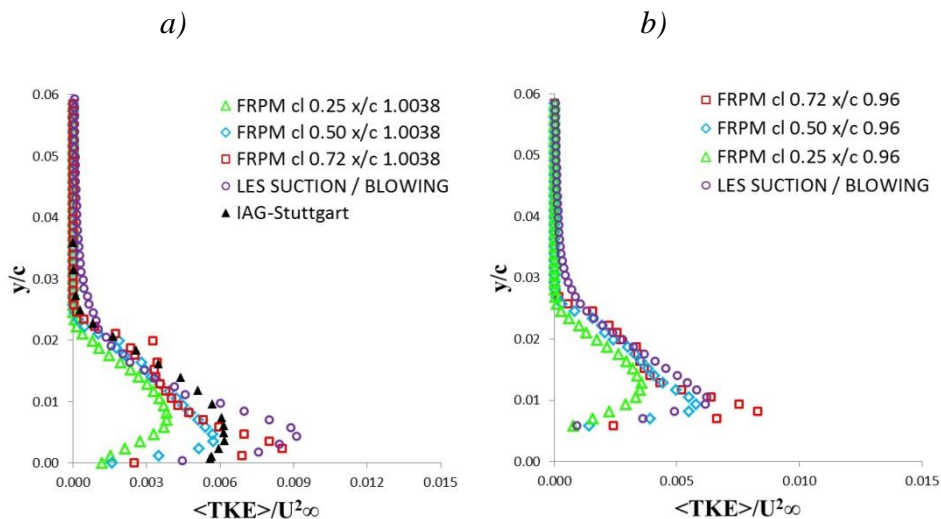 a)
b)
0.06
0.05
0.04
0.03
0.02
0.01
0.00
y/c
FRPM cl 0.25 x/c 1.0038
FRPM cl 0.50 x/c 1.0038
FRPM cl 0.72 x/c 1.0038
LES SUCTION / BLOWING
IAG-Stuttgart
0.000 0.003 0.006 0.009 0.012 0.015
<TKE>/U²∞
0.06
0.05
0.04
0.03
0.02
0.01
0.00
y/c
FRPM cl 0.72 x/c 0.96
FRPM cl 0.50 x/c 0.96
FRPM cl 0.25 x/c 0.96
LES SUCTION / BLOWING
0.000 0.005 0.010 0.015
<TKE>/U²∞